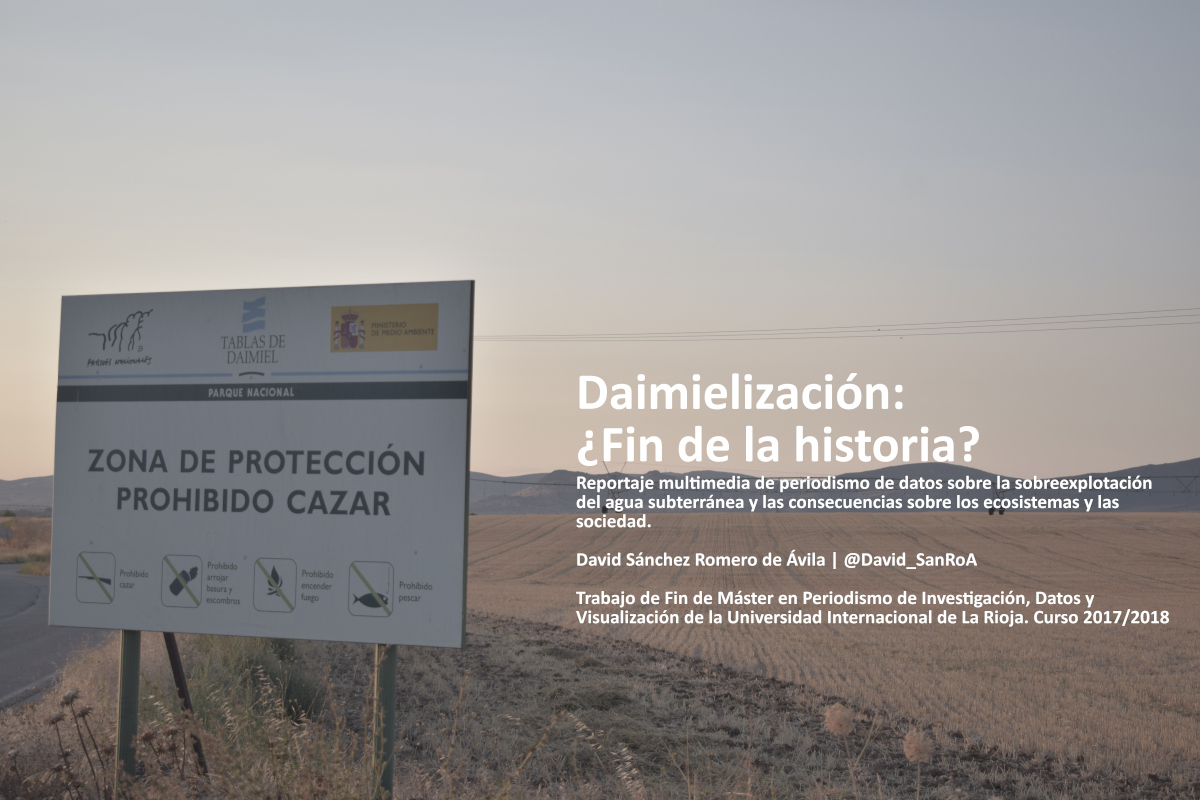 Parques nacionales
TABLAS DE
DAIMIEL
MINISTERIO
DE MEDIO AMBIENTE
PARQUE NACIONAL
ZONA DE PROTECCIÓN
PROHIBIDO CAZAR
Prohibido
cazar
Prohibido
arrojar
basura y
escombros
Prohibido
encender
fuego
Prohibido
pescar
Daimielización:
¿Fin de la historia?
Reportaje multimedia de periodismo de datos sobre la sobreexplotación
del agua subterránea y las consecuencias sobre los ecosistemas y las
sociedad.
David Sánchez Romero de Ávila | @David_SanRoA
Trabajo de Fin de Máster en Periodismo de Investigación, Datos y
Visualización de la Universidad Internacional de La Rioja. Curso 2017/2018